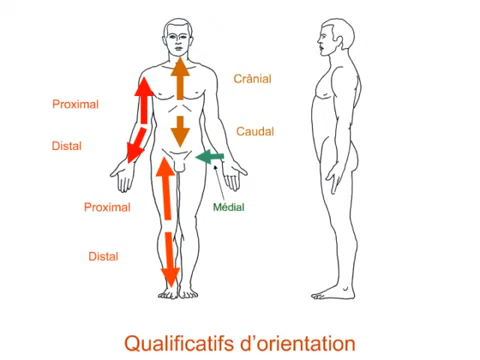 Crânial
Proximal
Caudal
Distal
Proximal
Médial
Distal
Qualificatifs d'orientation